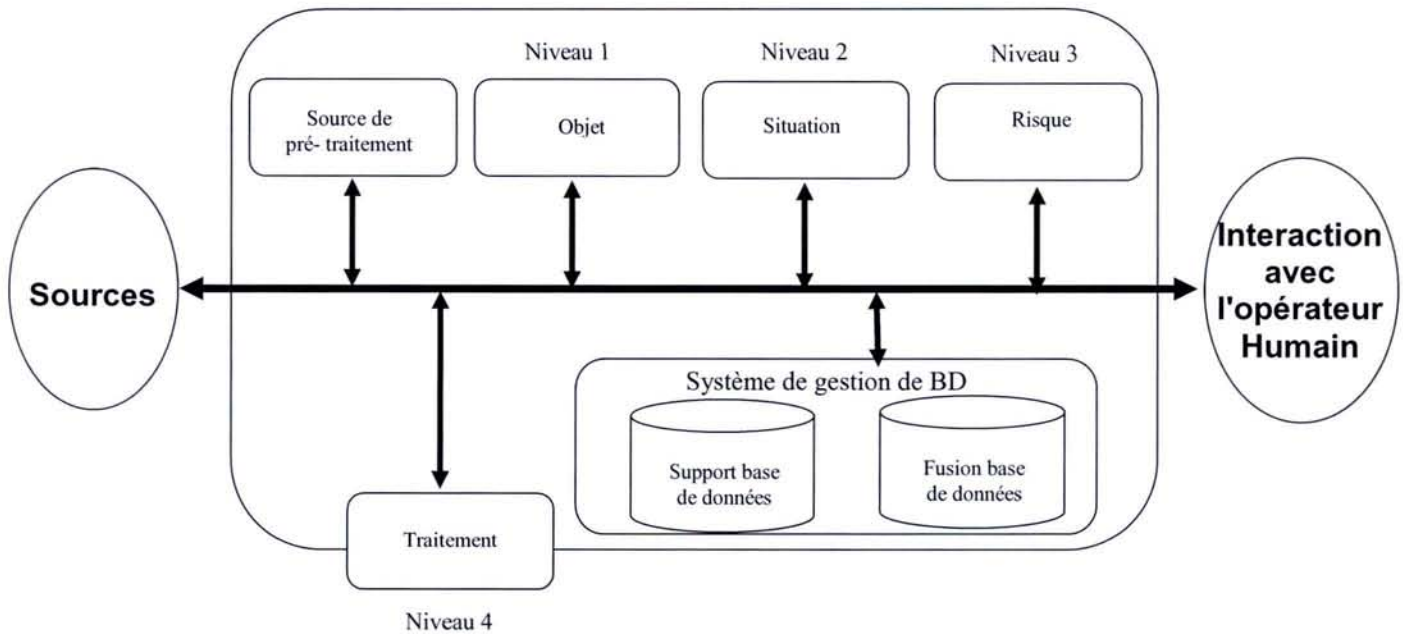 Niveau 1
Niveau 2
Niveau 3
Source de
pré- traitement
Objet
Situation
Risque
Sources
Interaction
avec
l'opérateur
Humain
Système de gestion de BD
Support base
de données
Fusion base
de données
Traitement
Niveau 4